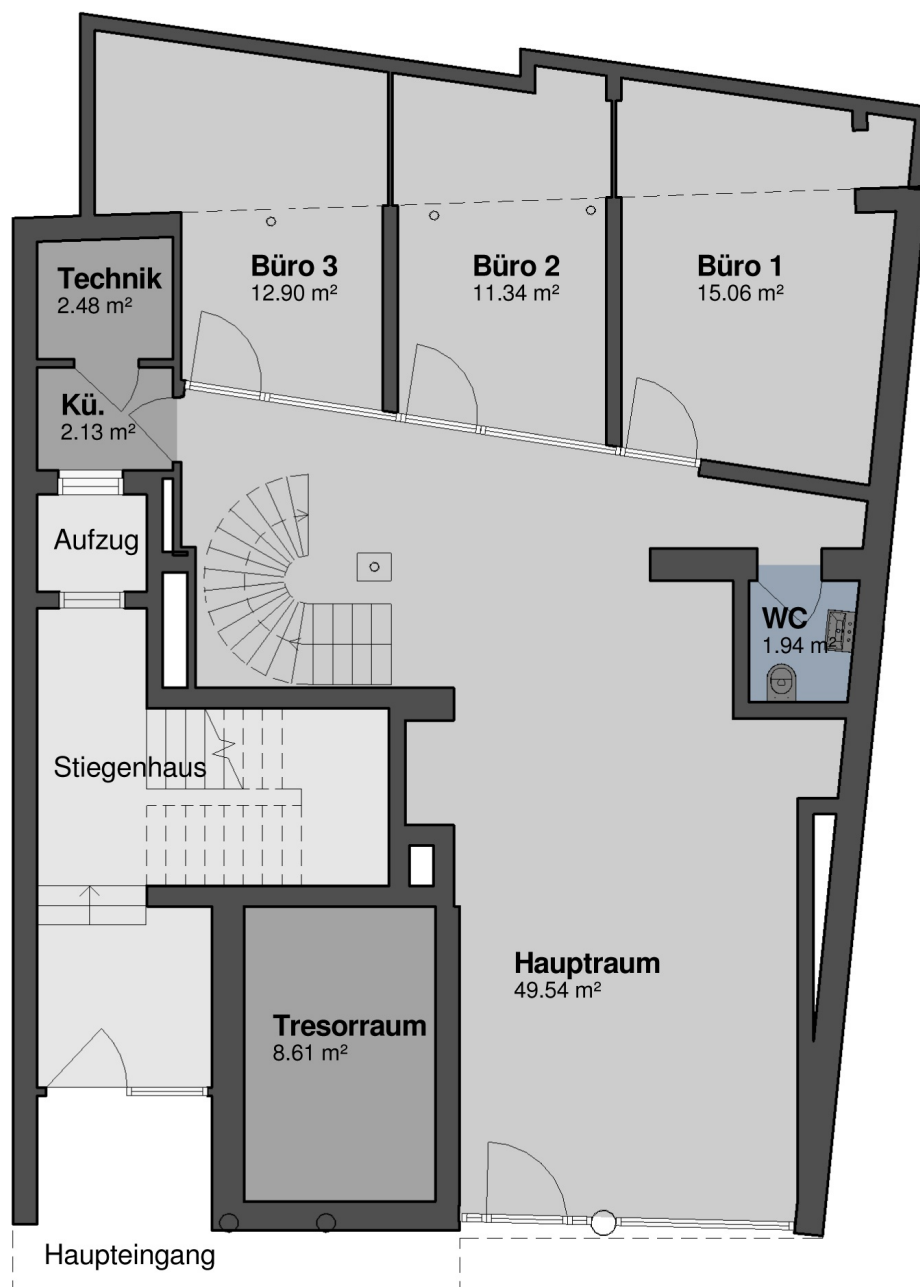 Büro 3
12.90 m²
Büro 2
11.34 m²
Büro 1
15.06 m²
Technik
2.48 m²
Kü.
2.13 m²
Aufzug
WC
1.94 m²
Stiegenhaus
Hauptraum
49.54 m²
Tresorraum
8.61 m²
Haupteingang